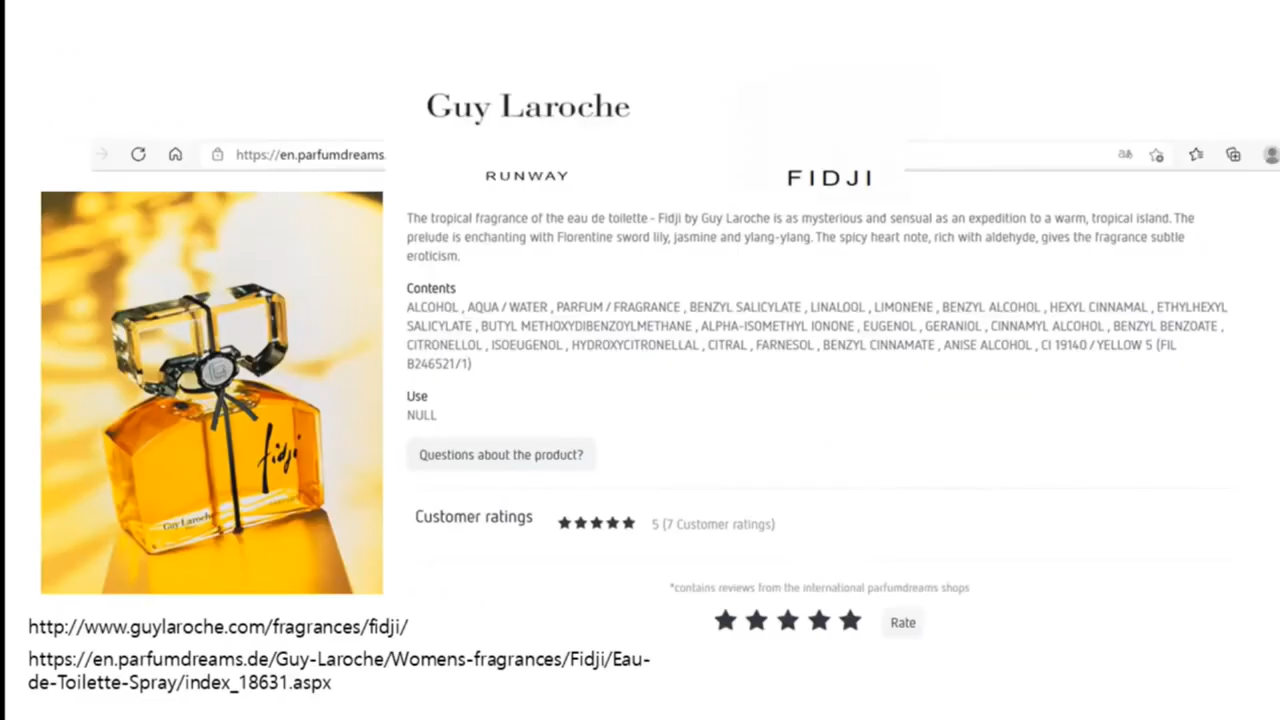 Guy Laroche
https://en.parfumdreams.
RUNWAY
FIDJI
The tropical fragrance of the eau de toilette - Fidji by Guy Laroche is as mysterious and sensual as an expedition to a warm, tropical island. The
prelude is enchanting with Florentine sword lily, jasmine and ylang-ylang. The spicy heart note, rich with aldehyde, gives the fragrance subtle
eroticism.
Contents
ALCOHOL , AQUA / WATER , PARFUM / FRAGRANCE , BENZYL SALICYLATE , LINALOOL , LIMONENE , BENZYL ALCOHOL , HEXYL CINNAMAL , ETHYLHEXYL
SALICYLATE , BUTYL METHOXYDIBENZOYLMETHANE , ALPHA-ISOMETHYL IONONE , EUGENOL , GERANIOL , CINNAMYL ALCOHOL , BENZYL BENZOATE ,
CITRONELLOL , ISOEUGENOL , HYDROXYCITRONELLAL , CITRAL , FARNESOL , BENZYL CINNAMATE , ANISE ALCOHOL , CI 19140 / YELLOW 5 (FIL
B246521/1)
Use
NULL
Questions about the product?
Customer ratings
5 (7 Customer ratings)
*contains reviews from the international parfumdreams shops
Rate
fidji
Guy Laroche
http://www.guylaroche.com/fragrances/fidji/
https://en.parfumdreams.de/Guy-Laroche/Womens-fragrances/Fidji/Eau-
de-Toilette-Spray/index_18631.aspx